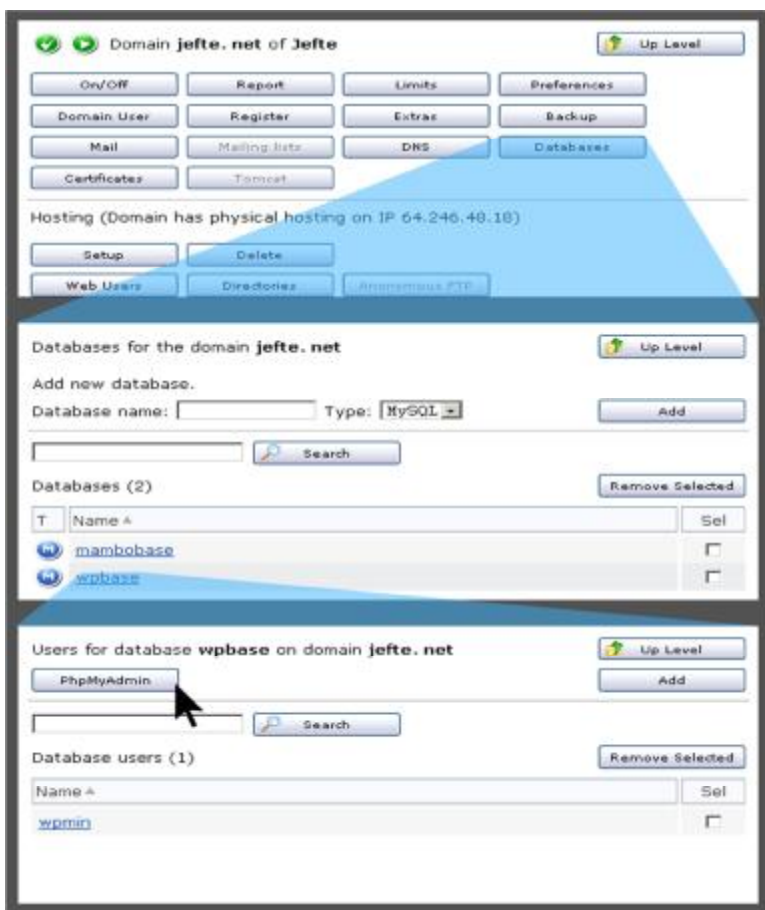 Domain jefte.net of Jefte Up Level
On/Off Report Limits Preferences
Domain User Register Extras Backup
Mail Mailing lists DNS Databases
Certificates Tomcat
Hosting (Domain has physical hosting on IP 64.246.48.18)
Setup Delete
Web Users Directories Anonymous FTP
Databases for the domain jefte.net Up Level
Add new database.
Database name: Type: MySQL Add
Search
Databases (2) Remove Selected
T Name Sel
mambobase
wpbase
Users for database wpbase on domain jefte.net Up Level
PhpMyAdmin Add
Search
Database users (1) Remove Selected
Name Sel
wpmin